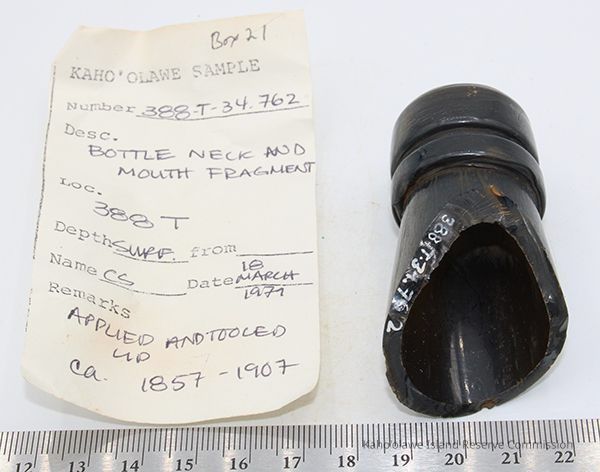 Box 21
KAHO'OLAWE SAMPLE
Number 388-T-34.762
Desc.
BOTTLE NECK AND
MOUTH FRAGMENT
Loc.
388 T
Depth SURF. from
Name CS Date 18 MARCH 1979
Remarks
APPLIED AND TOOLED
LIP
ca. 1857-1907
388-T-34.762
Kaho'olawe Island Reserve Commission
12 13 14 15 16 17 18 19 20 21 22